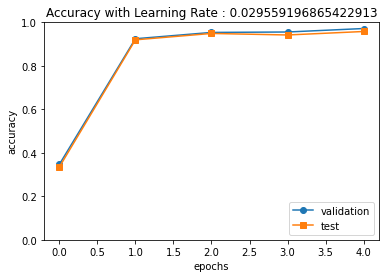 Accuracy with Learning Rate : 0.029559196865422913
1.0
0.8
0.6
0.4
0.2
0.0
accuracy
0.0 0.5 1.0 1.5 2.0 2.5 3.0 3.5 4.0
epochs
validation
test